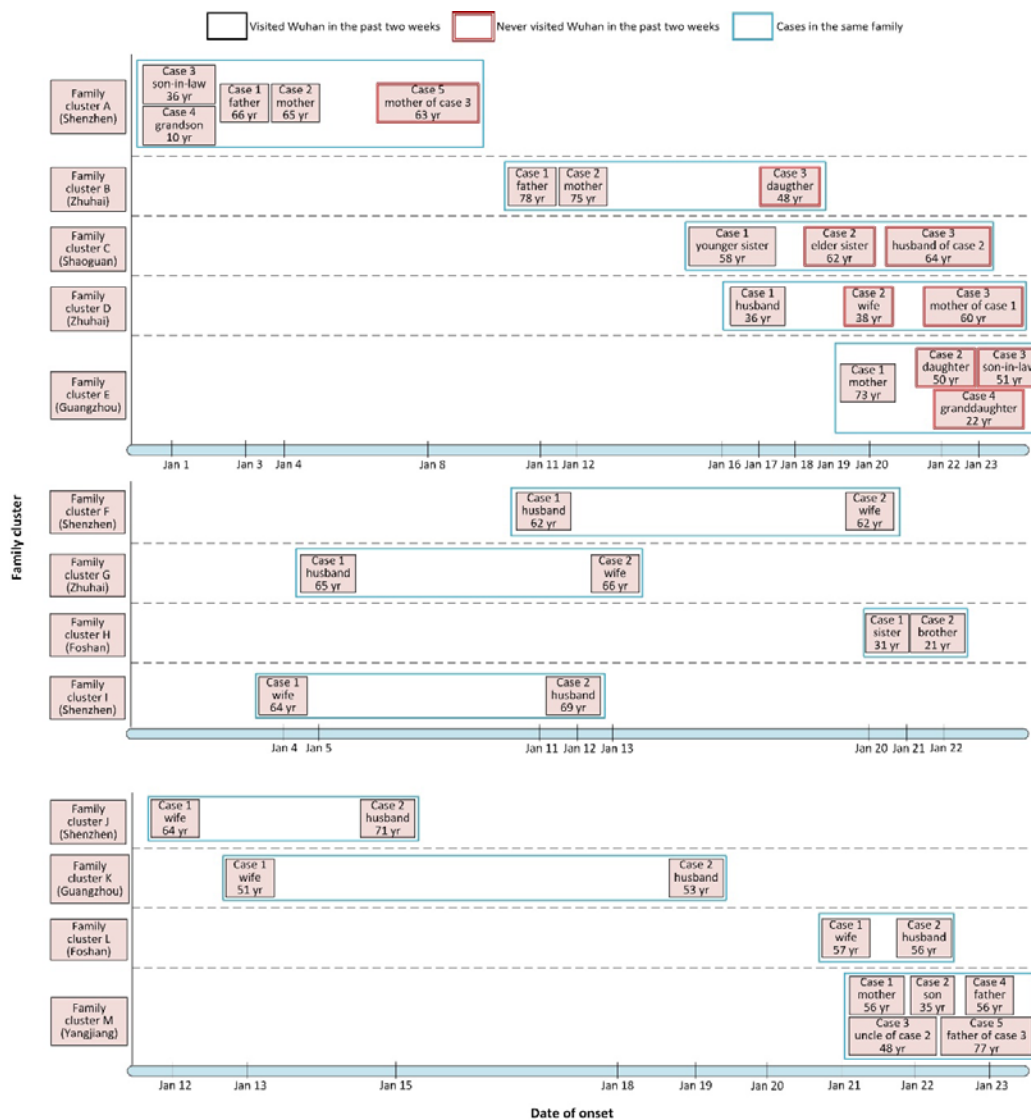 Visited Wuhan in the past two weeks
Never visited Wuhan in the past two weeks
Cases in the same family
Family cluster
Family
cluster A
(Shenzhen)
Case 3
son-in-law
36 yr
Case 4
grandson
10 yr
Case 1
father
66 yr
Case 2
mother
65 yr
Case 5
mother of case 3
63 yr
Family
cluster B
(Zhuhai)
Case 1
father
78 yr
Case 2
mother
75 yr
Case 3
daugther
48 yr
Family
cluster C
(Shaoguan)
Case 1
younger sister
58 yr
Case 2
elder sister
62 yr
Case 3
husband of case 2
64 yr
Family
cluster D
(Zhuhai)
Case 1
husband
36 yr
Case 2
wife
38 yr
Case 3
mother of case 1
60 yr
Family
cluster E
(Guangzhou)
Case 1
mother
73 yr
Case 2
daughter
50 yr
Case 3
son-in-law
51 yr
Case 4
granddaughter
22 yr
Jan 1 Jan 3 Jan 4 Jan 8 Jan 11 Jan 12 Jan 16 Jan 17 Jan 18 Jan 19 Jan 20 Jan 22 Jan 23
Family
cluster F
(Shenzhen)
Case 1
husband
62 yr
Case 2
wife
62 yr
Family
cluster G
(Zhuhai)
Case 1
husband
65 yr
Case 2
wife
66 yr
Family
cluster H
(Foshan)
Case 1
sister
31 yr
Case 2
brother
21 yr
Family
cluster I
(Shenzhen)
Case 1
wife
64 yr
Case 2
husband
69 yr
Jan 4 Jan 5 Jan 11 Jan 12 Jan 13 Jan 20 Jan 21 Jan 22
Family
cluster J
(Shenzhen)
Case 1
wife
64 yr
Case 2
husband
71 yr
Family
cluster K
(Guangzhou)
Case 1
wife
51 yr
Case 2
husband
53 yr
Family
cluster L
(Foshan)
Case 1
wife
57 yr
Case 2
husband
56 yr
Family
cluster M
(Yangjiang)
Case 1
mother
56 yr
Case 2
son
35 yr
Case 4
father
56 yr
Case 3
uncle of case 2
48 yr
Case 5
father of case 3
77 yr
Jan 12 Jan 13 Jan 15 Jan 18 Jan 19 Jan 20 Jan 21 Jan 22 Jan 23
Date of onset